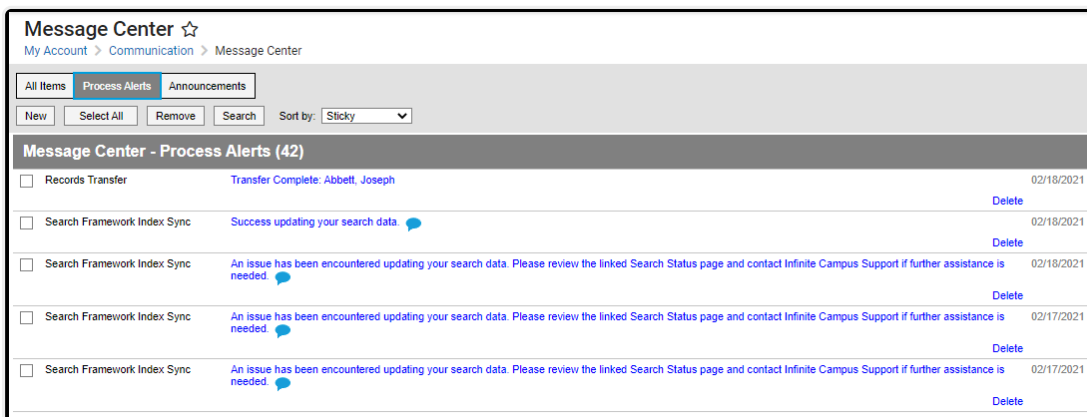 Message Center
My Account > Communication > Message Center
All Items Process Alerts Announcements
New Select All Remove Search Sort by: Sticky
Message Center - Process Alerts (42)
Records Transfer Transfer Complete: Abbett, Joseph 02/18/2021
Delete
Search Framework Index Sync Success updating your search data. 02/18/2021
Delete
Search Framework Index Sync An issue has been encountered updating your search data. Please review the linked Search Status page and contact Infinite Campus Support if further assistance is 02/18/2021
needed.
Delete
Search Framework Index Sync An issue has been encountered updating your search data. Please review the linked Search Status page and contact Infinite Campus Support if further assistance is 02/17/2021
needed.
Delete
Search Framework Index Sync An issue has been encountered updating your search data. Please review the linked Search Status page and contact Infinite Campus Support if further assistance is 02/17/2021
needed.
Delete